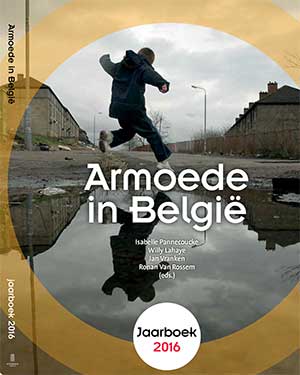 Armoede in België
Jaarboek 2016
Armoede
in België
Isabelle Pannecoucke
Willy Lahaye
Jan Vranken
Ronan Van Rossem
(eds.)
Jaarboek
2016